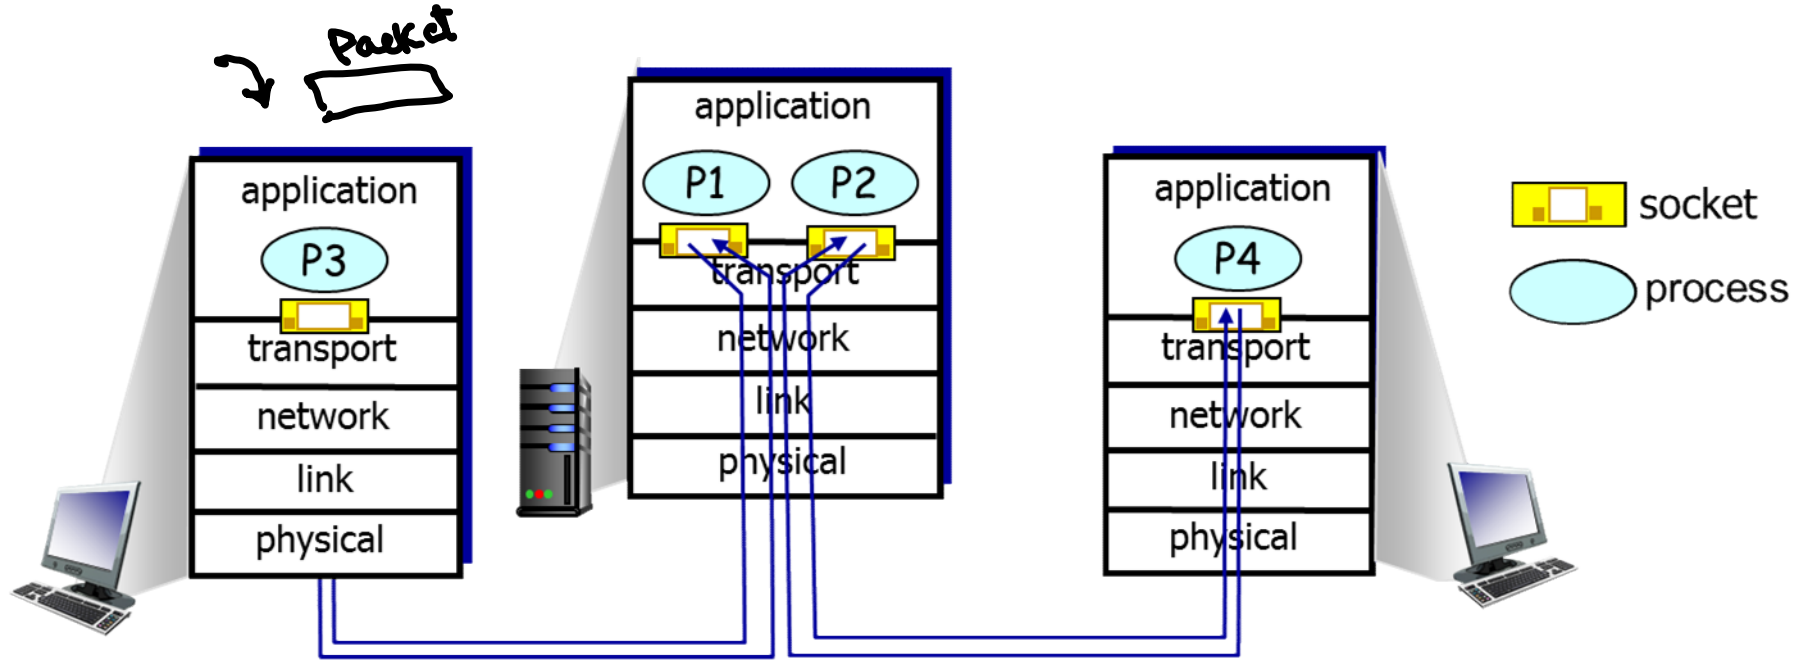 Packet
application
P3
transport
network
link
physical
application
P1 P2
transport
network
link
physical
application
P4
transport
network
link
physical
socket
process